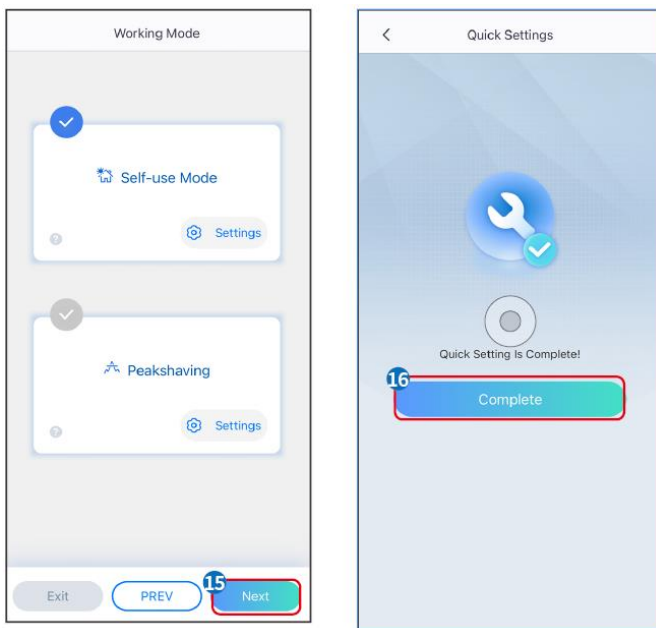 Working Mode
Self-use Mode
? Settings
Peakshaving
? Settings
Exit PREV 15 Next
Quick Settings
Quick Setting Is Complete!
16
Complete